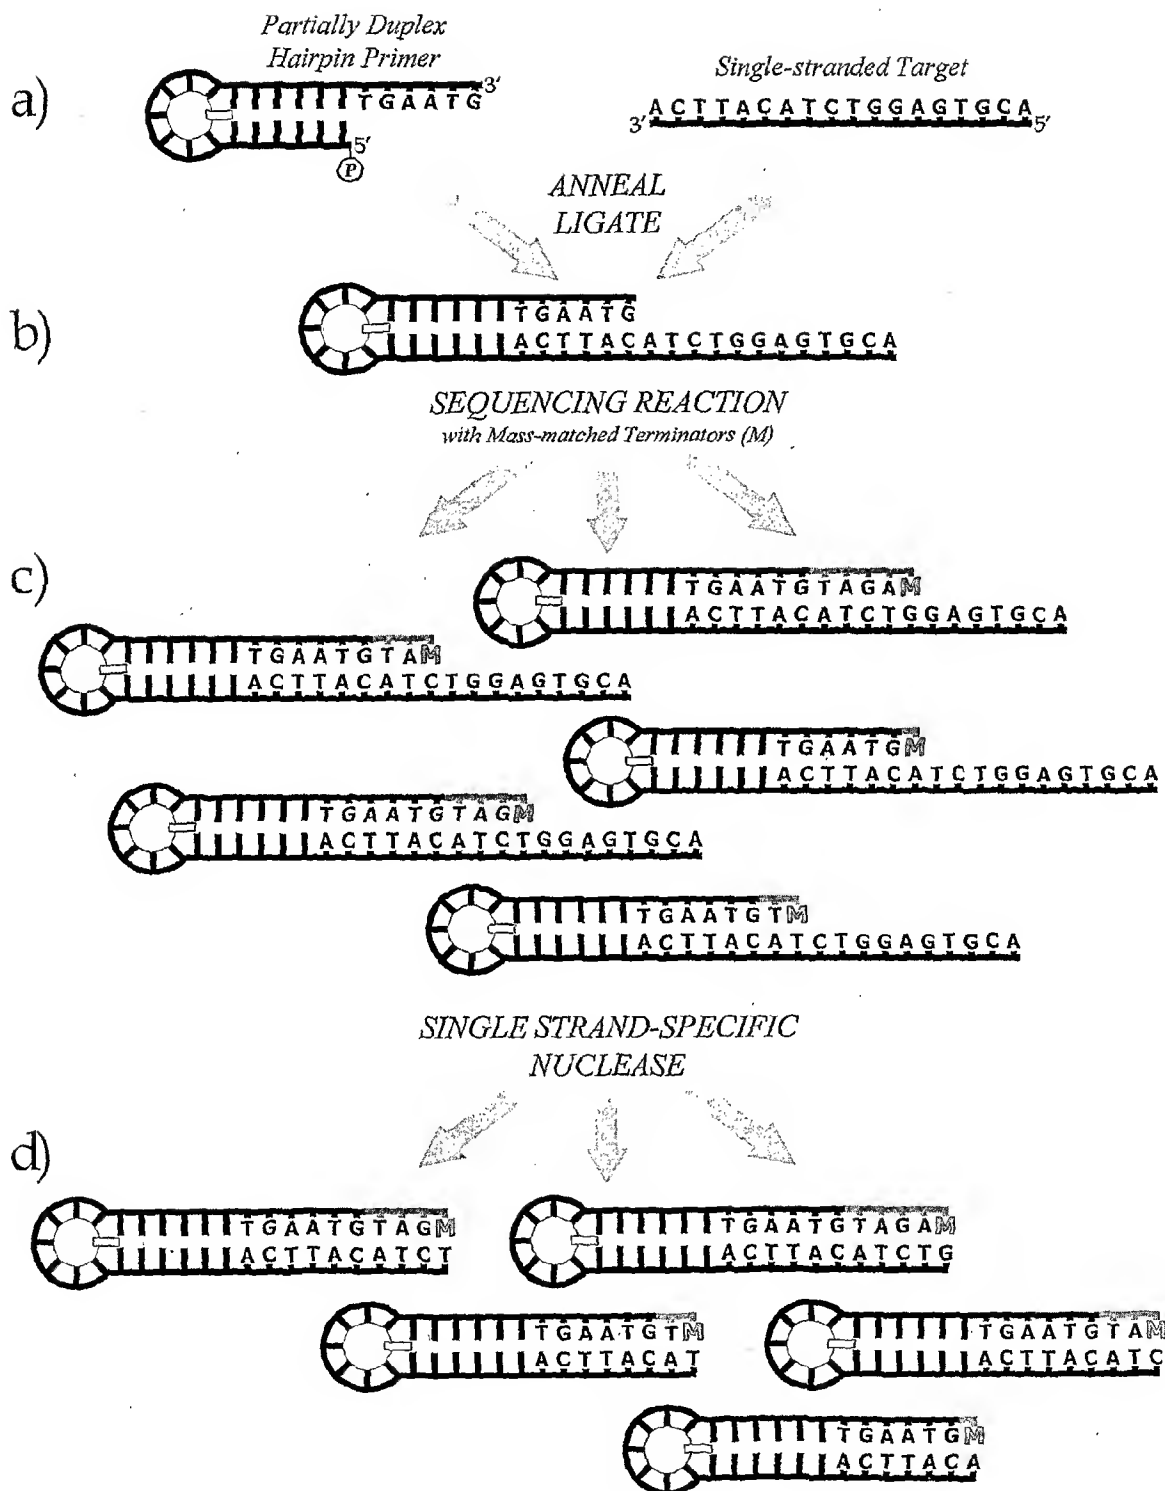 Partially Duplex
Hairpin Primer
Single-stranded Target
a)
TGAATG
3'
5'
P
ACTTACATCTGGAGTGCA
3'
5'
ANNEAL
LIGATE
b)
TGAATG
ACTTACATCTGGAGTGCA
SEQUENCING REACTION
with Mass-matched Terminators (M)
c)
TGAATGTAGAM
ACTTACATCTGGAGTGCA
TGAATGTAM
ACTTACATCTGGAGTGCA
TGAATGM
ACTTACATCTGGAGTGCA
TGAATGTAGM
ACTTACATCTGGAGTGCA
TGAATGTM
ACTTACATCTGGAGTGCA
SINGLE STRAND-SPECIFIC
NUCLEASE
d)
TGAATGTAGM
ACTTACATCT
TGAATGTAGAM
ACTTACATCTG
TGAATGTM
ACTTACAT
TGAATGTAM
ACTTACATC
TGAATGM
ACTTACA